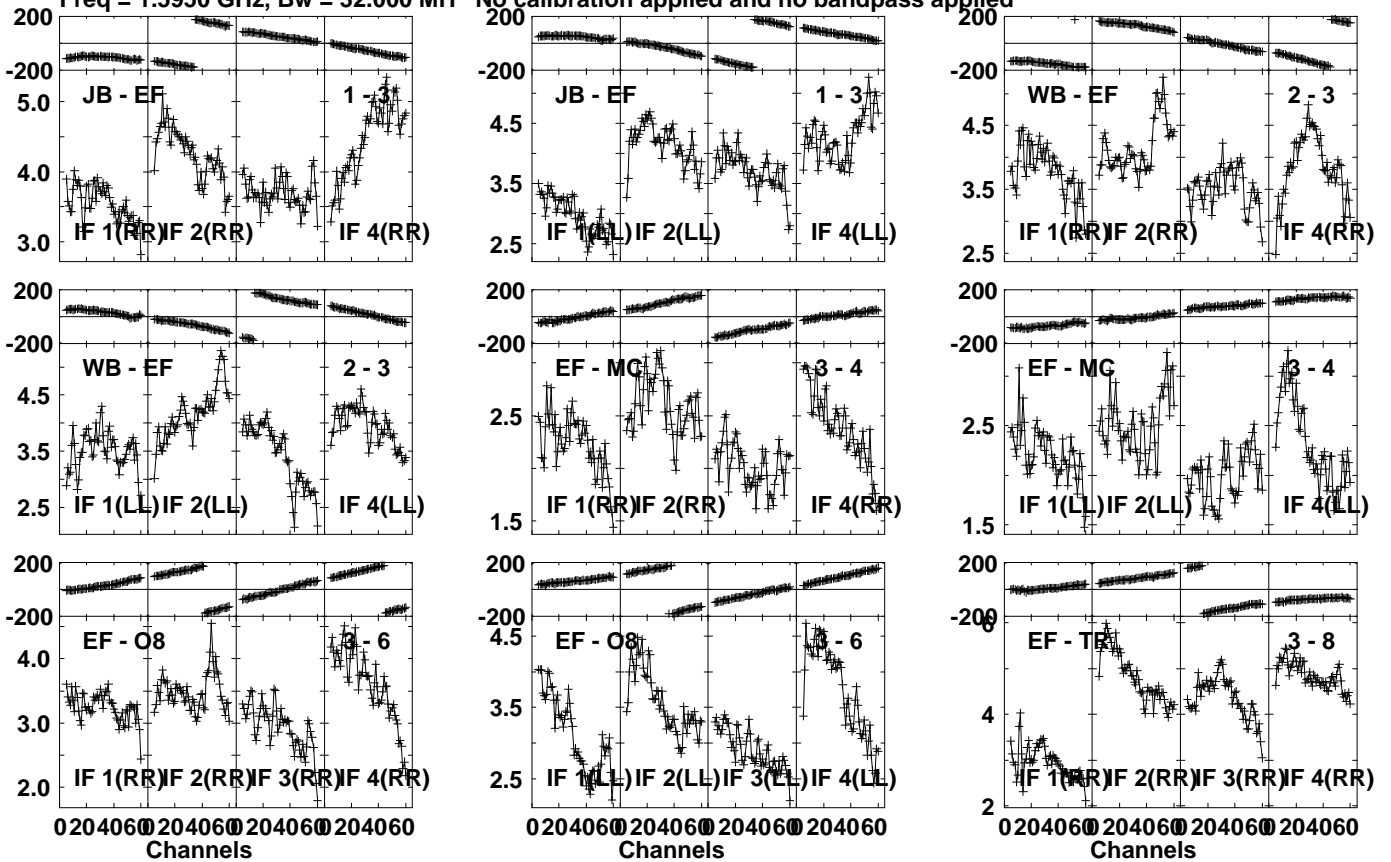 Freq = 1.5950 GHz, Bw = 32.000 MH No calibration applied and no bandpass applied
200
-200
5.0
4.0
3.0
JB - EF 1 - 3
IF 1(RR) IF 2(RR) IF 4(RR)
200
-200
4.5
3.5
2.5
JB - EF 1 - 3
IF 1(LL) IF 2(LL) IF 4(LL)
200
-200
4.5
3.5
2.5
WB - EF 2 - 3
IF 1(RR) IF 2(RR) IF 4(RR)
200
-200
4.5
3.5
2.5
WB - EF 2 - 3
IF 1(LL) IF 2(LL) IF 4(LL)
200
-200
2.5
1.5
EF - MC 3 - 4
IF 1(RR) IF 2(RR) IF 4(RR)
200
-200
2.5
1.5
EF - MC 3 - 4
IF 1(LL) IF 2(LL) IF 4(LL)
200
-200
4.0
3.0
2.0
EF - O8 3 - 6
IF 1(RR) IF 2(RR) IF 3(RR) IF 4(RR)
0 20 40 60 0 20 40 60 0 20 40 60 0 20 40 60
Channels
200
-200
4.5
3.5
2.5
EF - O8 3 - 6
IF 1(LL) IF 2(LL) IF 3(LL) IF 4(LL)
0 20 40 60 0 20 40 60 0 20 40 60 0 20 40 60
Channels
200
-200
6
4
2
EF - TR 3 - 8
IF 1(RR) IF 2(RR) IF 3(RR) IF 4(RR)
0 20 40 60 0 20 40 60 0 20 40 60 0 20 40 60
Channels